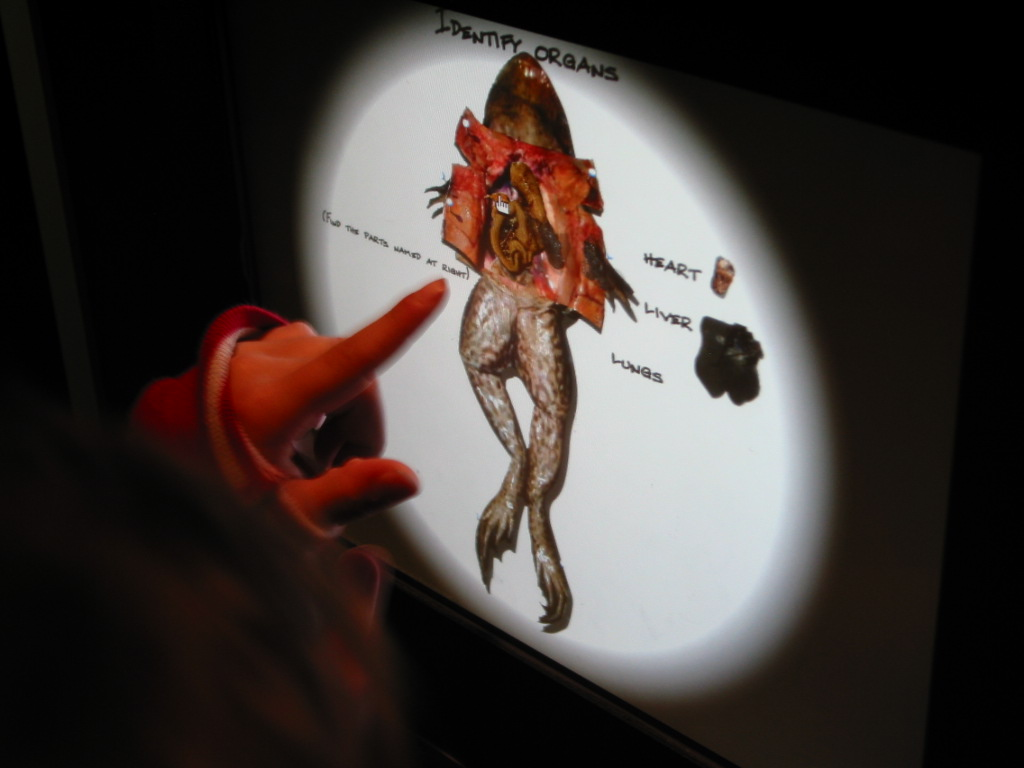 IDENTIFY ORGANS
(FIND THE PARTS NAMED AT RIGHT)
HEART
LIVER
LUNGS